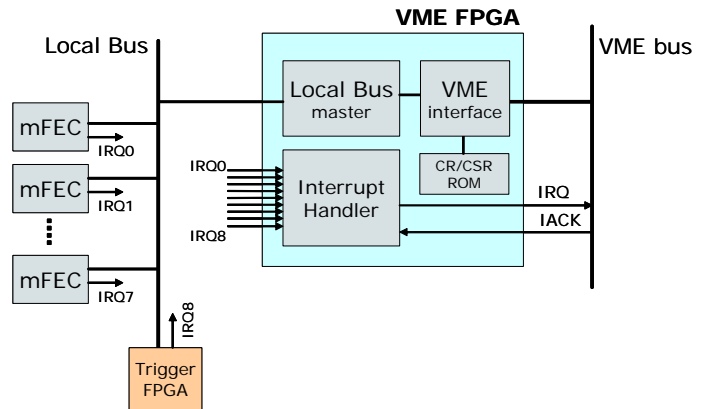 VME FPGA
Local Bus
VME bus
Local Bus
master
VME
interface
mFEC
IRQ0
IRQ0
CR/CSR
ROM
mFEC
IRQ1
Interrupt
Handler
IRQ
IACK
IRQ8
mFEC
IRQ7
IRQ8
Trigger
FPGA